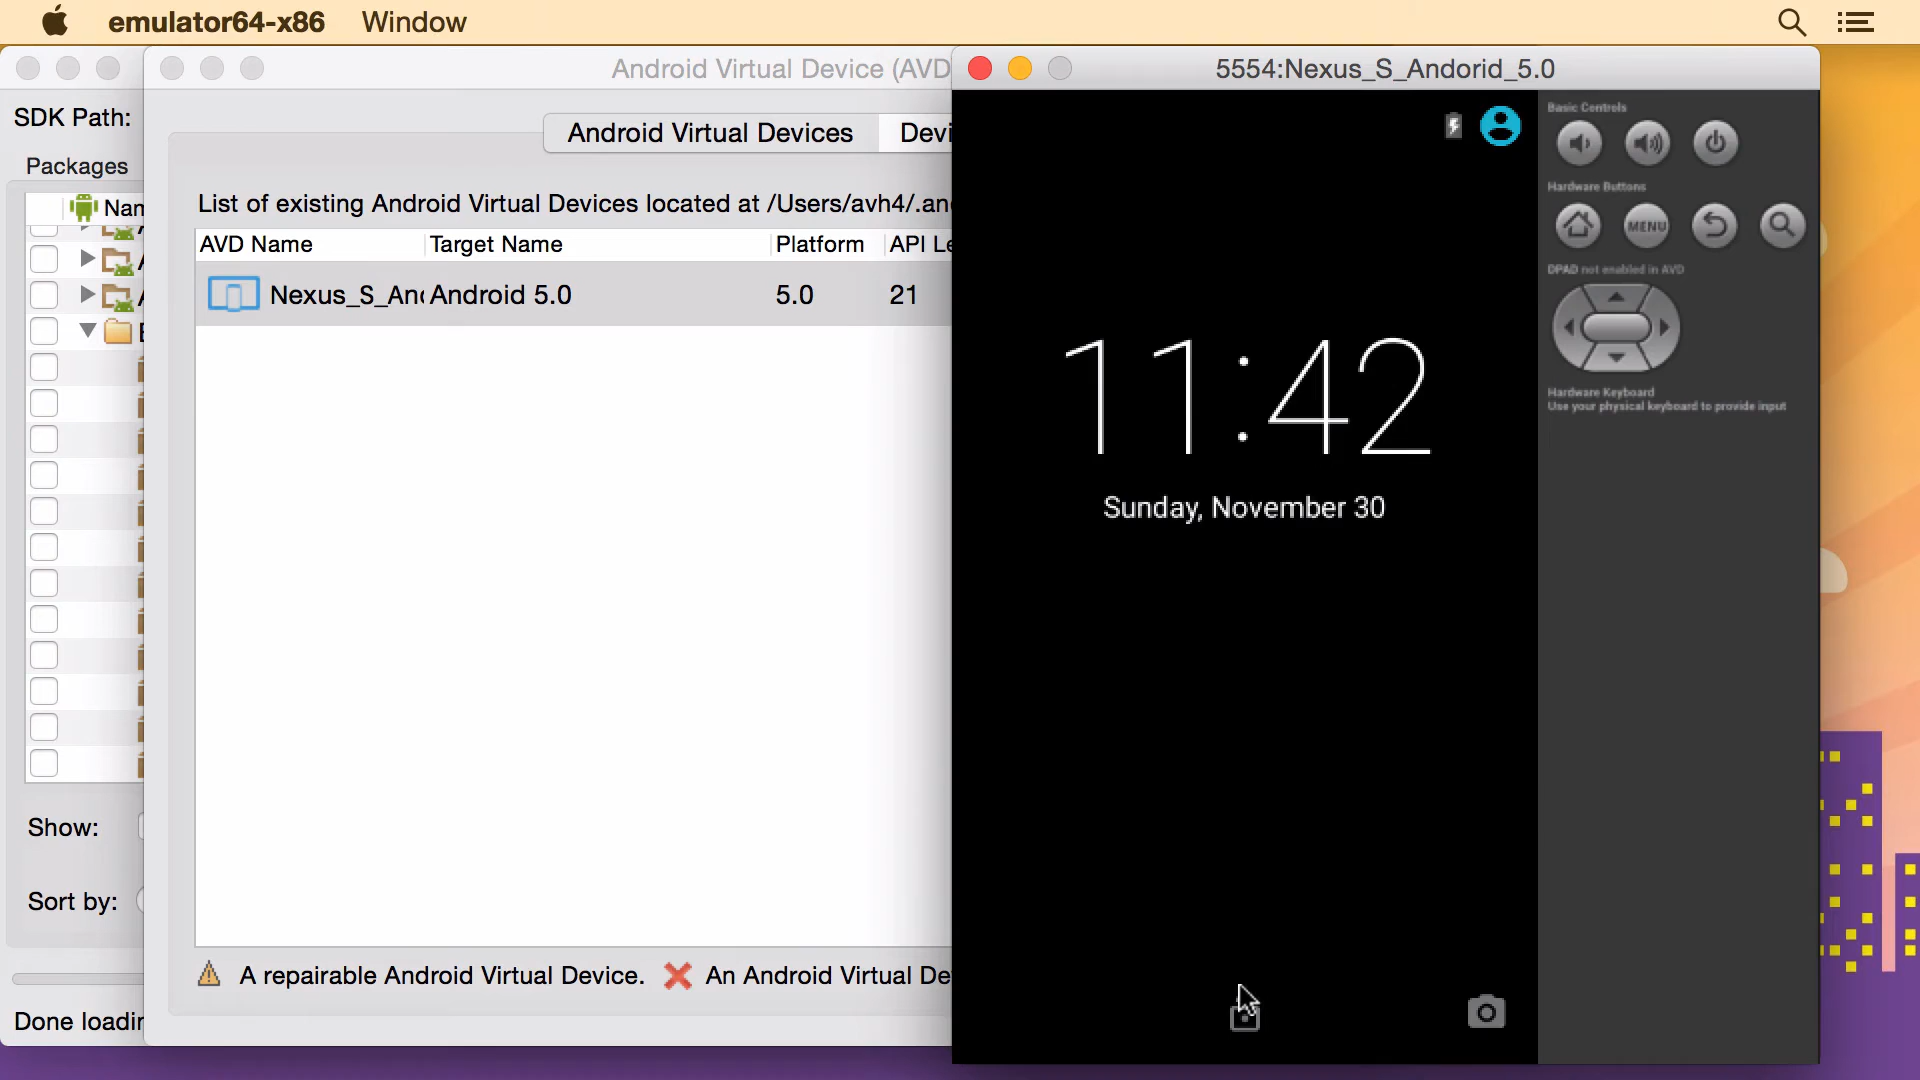 emulator64-x86 Window
Android Virtual Device (AVD
5554:Nexus_S_Andorid_5.0
SDK Path:
Packages
Nam
Android Virtual Devices
Devi
List of existing Android Virtual Devices located at /Users/avh4/.an
AVD Name Target Name Platform API Le
Nexus_S_And Android 5.0 5.0 21
Show:
Sort by:
A repairable Android Virtual Device. An Android Virtual De
Done loadin
11:42
Sunday, November 30
Basic Controls
Hardware Buttons
MENU
DPAD not enabled in AVD
Hardware Keyboard
Use your physical keyboard to provide input